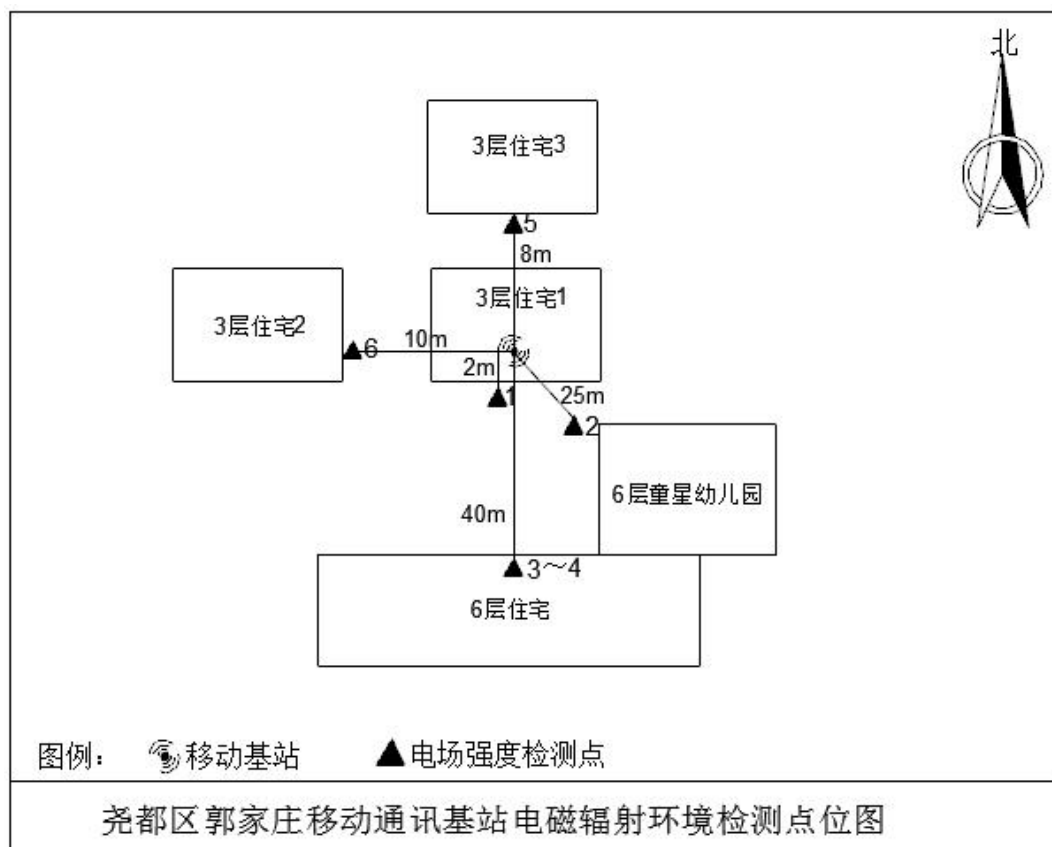 北
3层住宅3
5
8m
3层住宅1
3层住宅2
6
10m
2m
1
25m
2
6层童星幼儿园
40m
3～4
6层住宅
图例： 移动基站 电场强度检测点
尧都区郭家庄移动通讯基站电磁辐射环境检测点位图